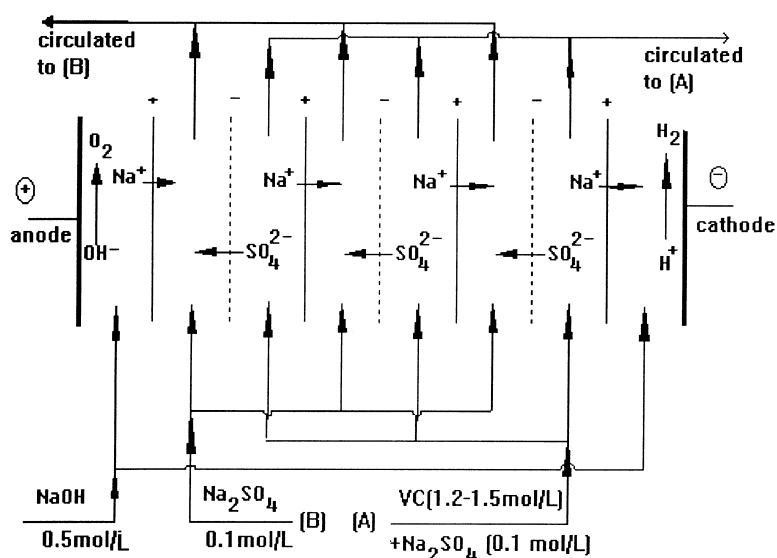 circulated
to (B)
circulated
to (A)
+ − + − + − +
O₂
H₂
Na⁺
Na⁺
Na⁺
Na⁺
+
−
anode
cathode
OH⁻
SO₄²⁻
SO₄²⁻
SO₄²⁻
H⁺
NaOH
0.5mol/L
Na₂SO₄
0.1mol/L
(B)
(A)
VC(1.2-1.5mol/L)
+Na₂SO₄ (0.1 mol/L)